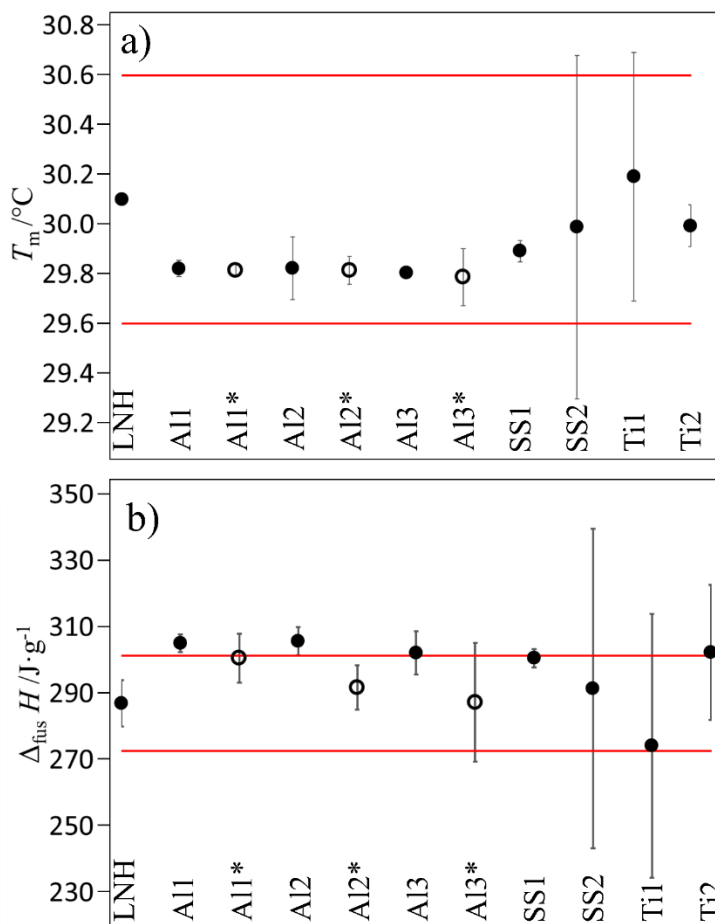 a)
30.8
30.6
30.4
30.2
30.0
29.8
29.6
29.4
29.2
Tm/°C
LNH
Al1
Al1*
Al2
Al2*
Al3
Al3*
SS1
SS2
Ti1
Ti2
b)
350
330
310
290
270
250
230
ΔfusH/J·g⁻¹
LNH
Al1
Al1*
Al2
Al2*
Al3
Al3*
SS1
SS2
Ti1
Ti2